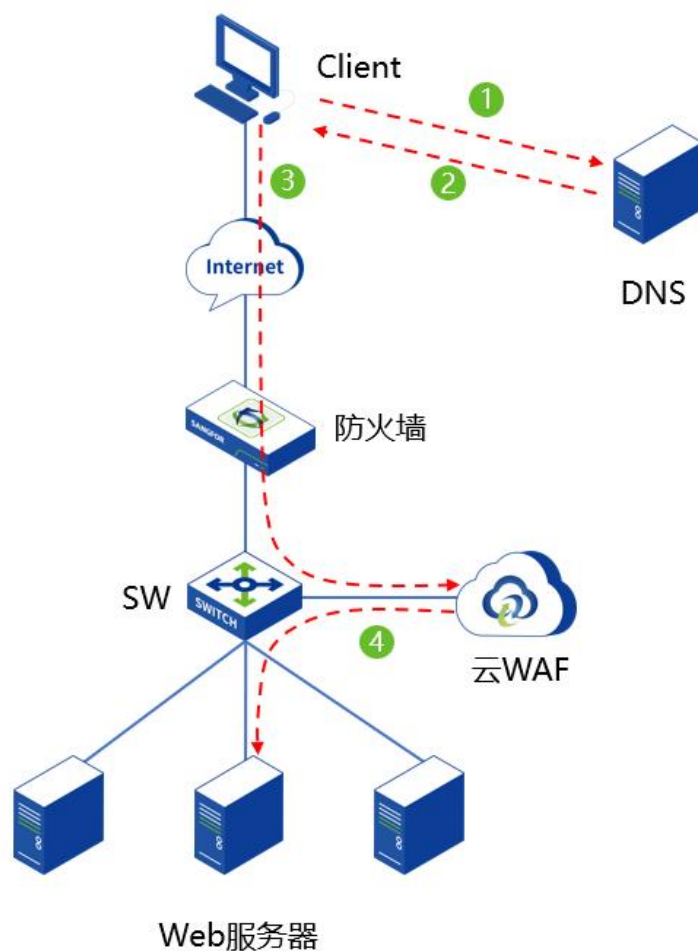 Client
1
2
3
Internet
DNS
SANGFOR
防火墙
SW
SWITCH
4
云WAF
Web服务器